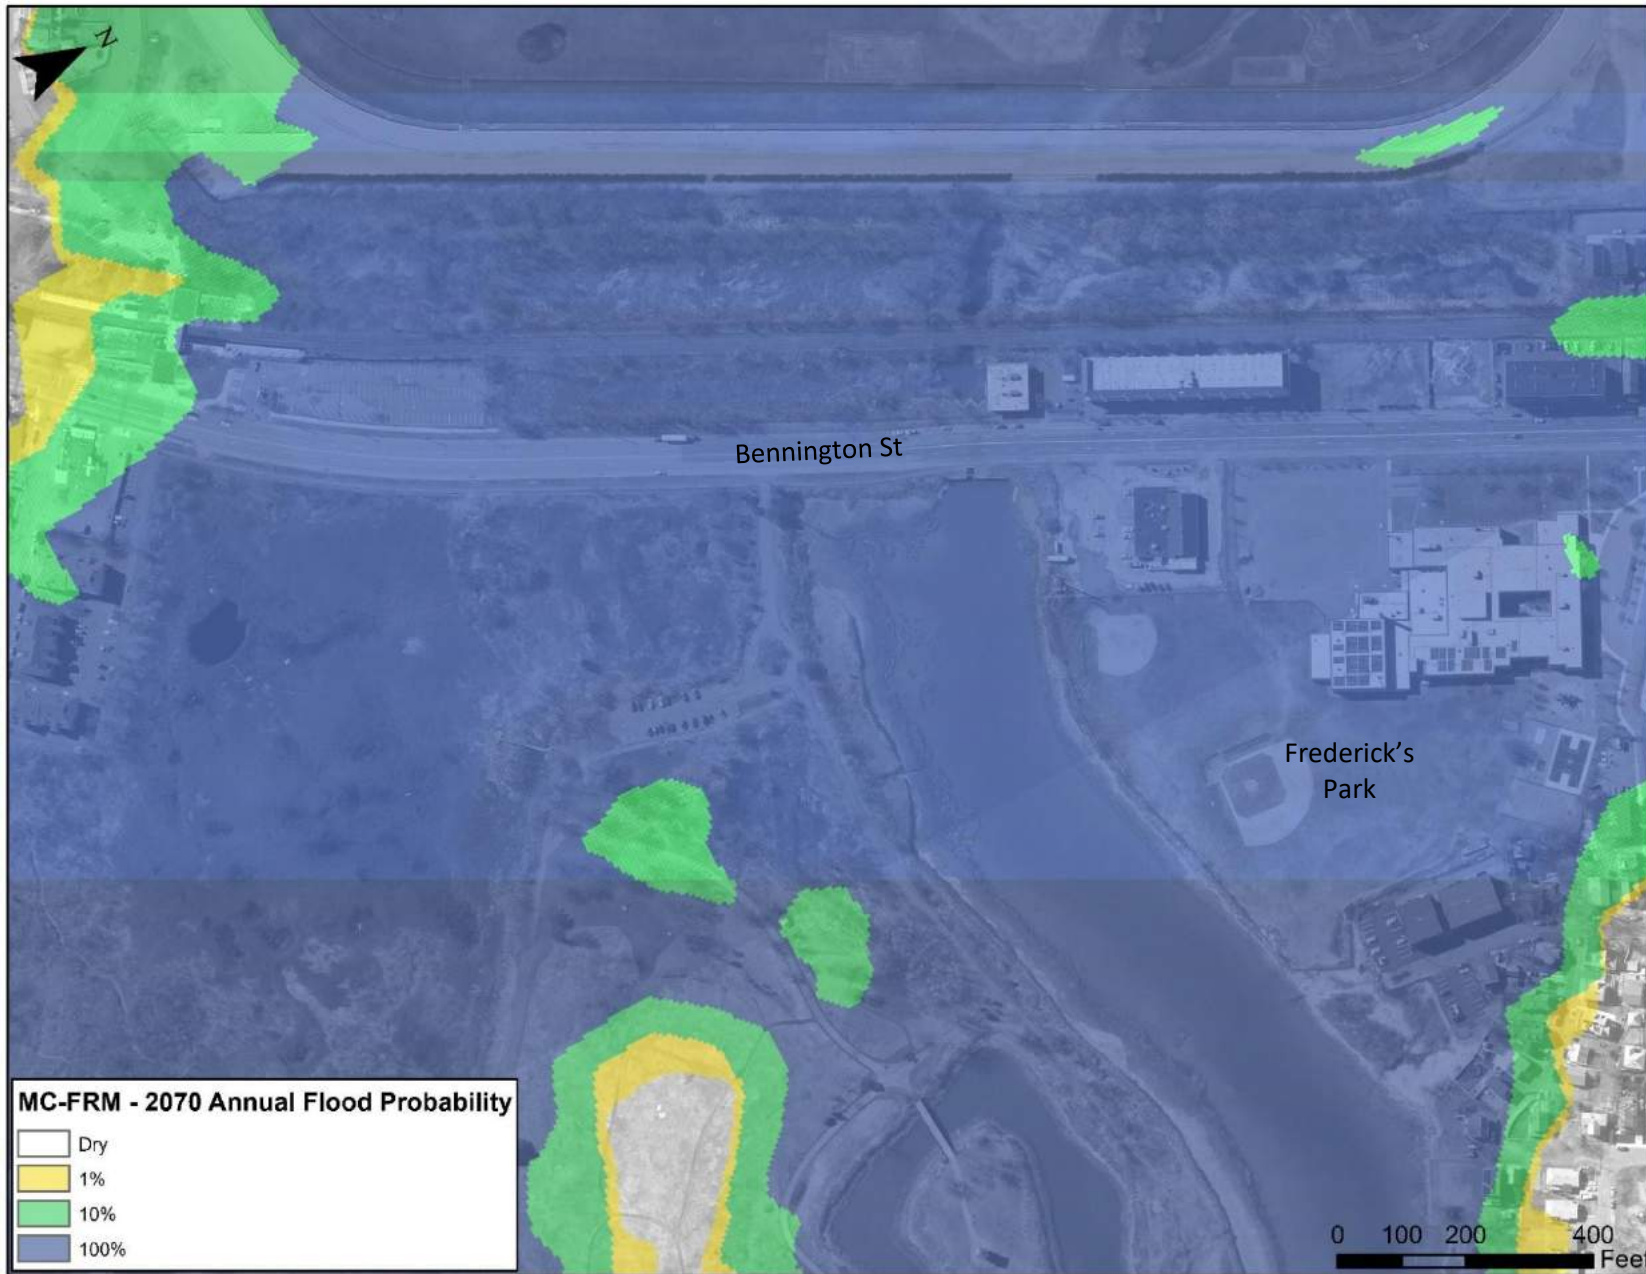 N
Bennington St
Frederick's
Park
MC-FRM - 2070 Annual Flood Probability
Dry
1%
10%
100%
0 100 200 400
Feet